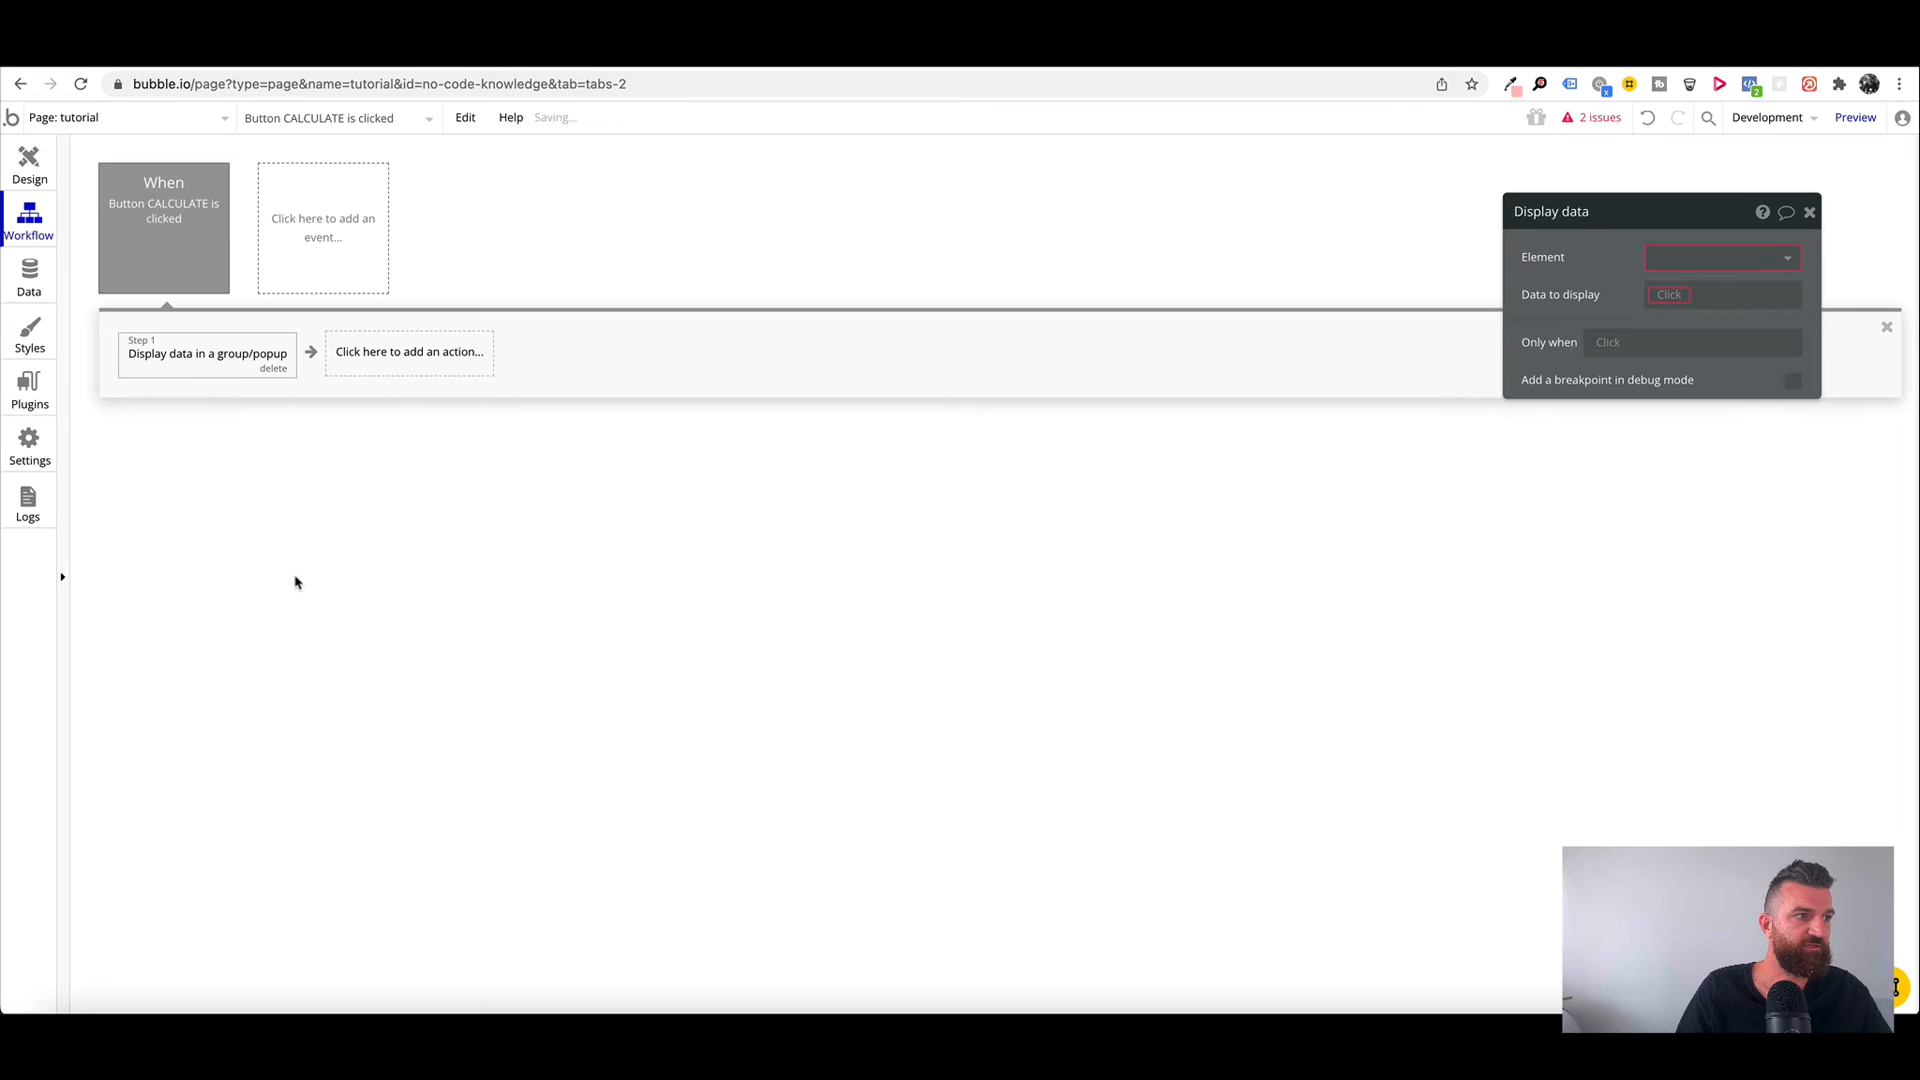 bubble.io/page?type=page&name=tutorial&id=no-code-knowledge&tab=tabs-2
.b Page: tutorial
Button CALCULATE is clicked
Edit
Help
Saving...
2 issues
Development
Preview
Design
Workflow
Data
Styles
Plugins
Settings
Logs
When
Button CALCULATE is
clicked
Click here to add an
event...
Step 1
Display data in a group/popup
delete
Click here to add an action...
Display data
Element
Data to display
Click
Only when
Click
Add a breakpoint in debug mode